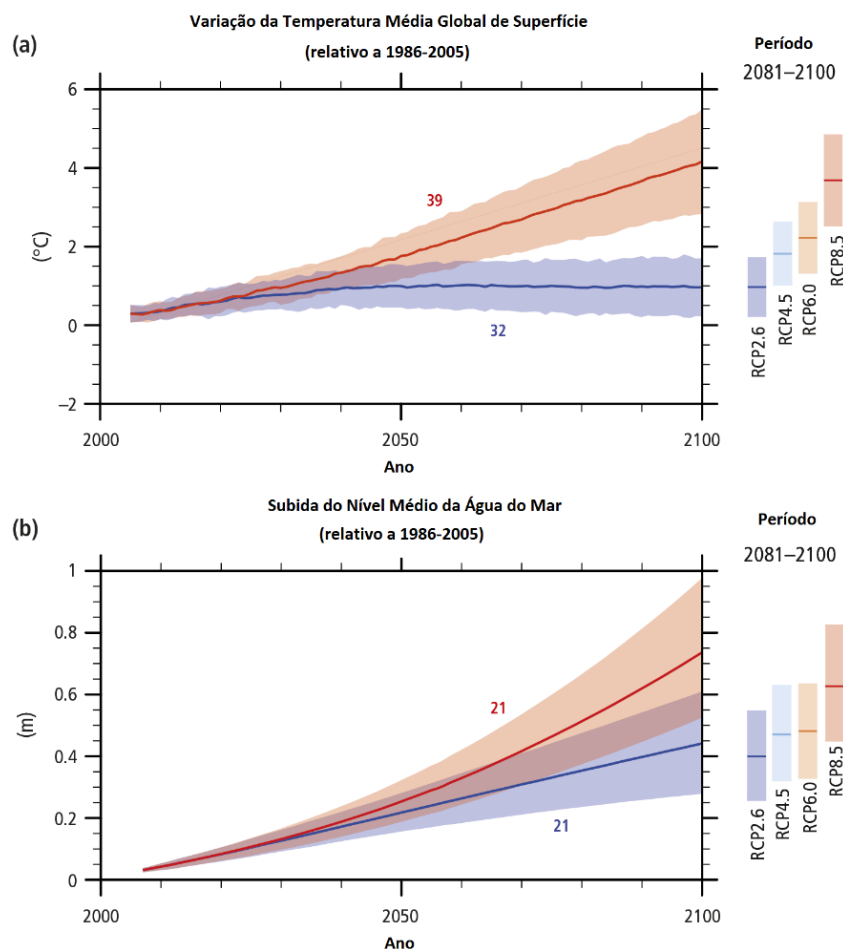 Variação da Temperatura Média Global de Superfície
(relativo a 1986-2005)
(a)
Período
2081–2100
6
4
2
0
−2
(°C)
39
32
2000
2050
2100
Ano
RCP2.6
RCP4.5
RCP6.0
RCP8.5
Subida do Nível Médio da Água do Mar
(relativo a 1986-2005)
(b)
Período
2081–2100
1
0.8
0.6
0.4
0.2
0
(m)
21
21
2000
2050
2100
Ano
RCP2.6
RCP4.5
RCP6.0
RCP8.5